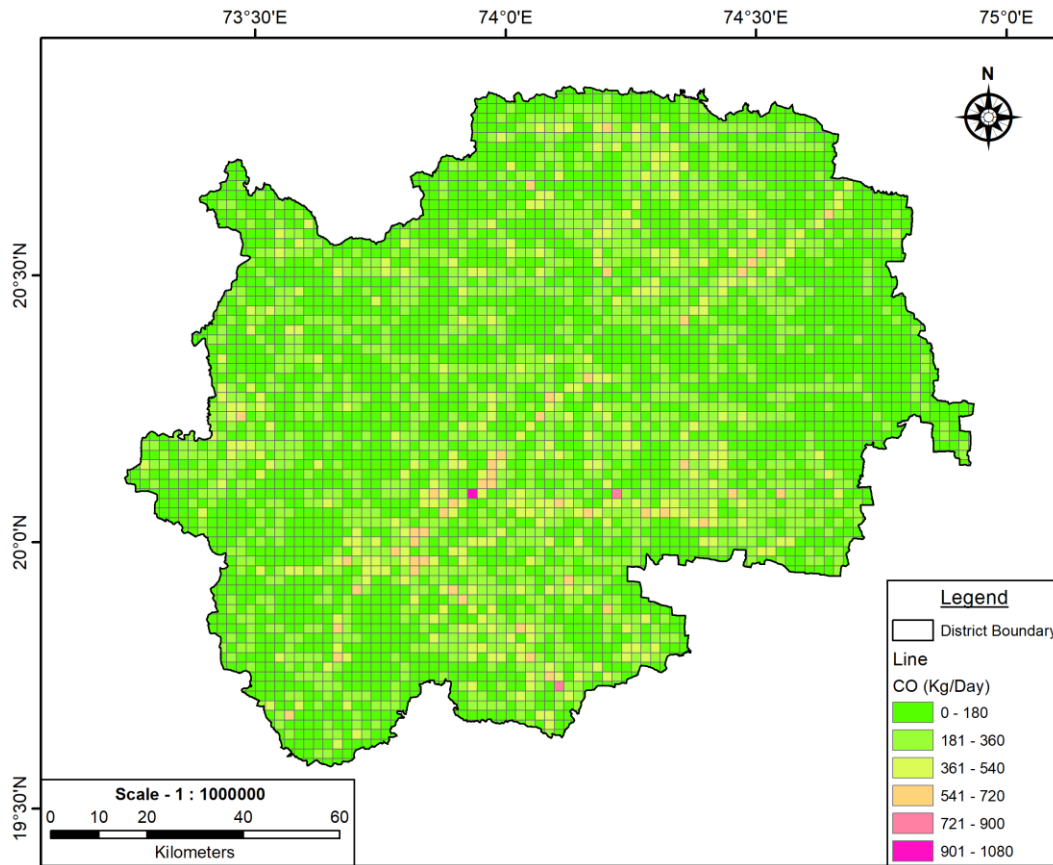 73°30'E 74°0'E 74°30'E 75°0'E
N
20°30'N
20°0'N
19°30'N
Legend
District Boundary
Line
CO (Kg/Day)
0 - 180
181 - 360
361 - 540
541 - 720
721 - 900
901 - 1080
Scale - 1 : 1000000
0 10 20 40 60
Kilometers